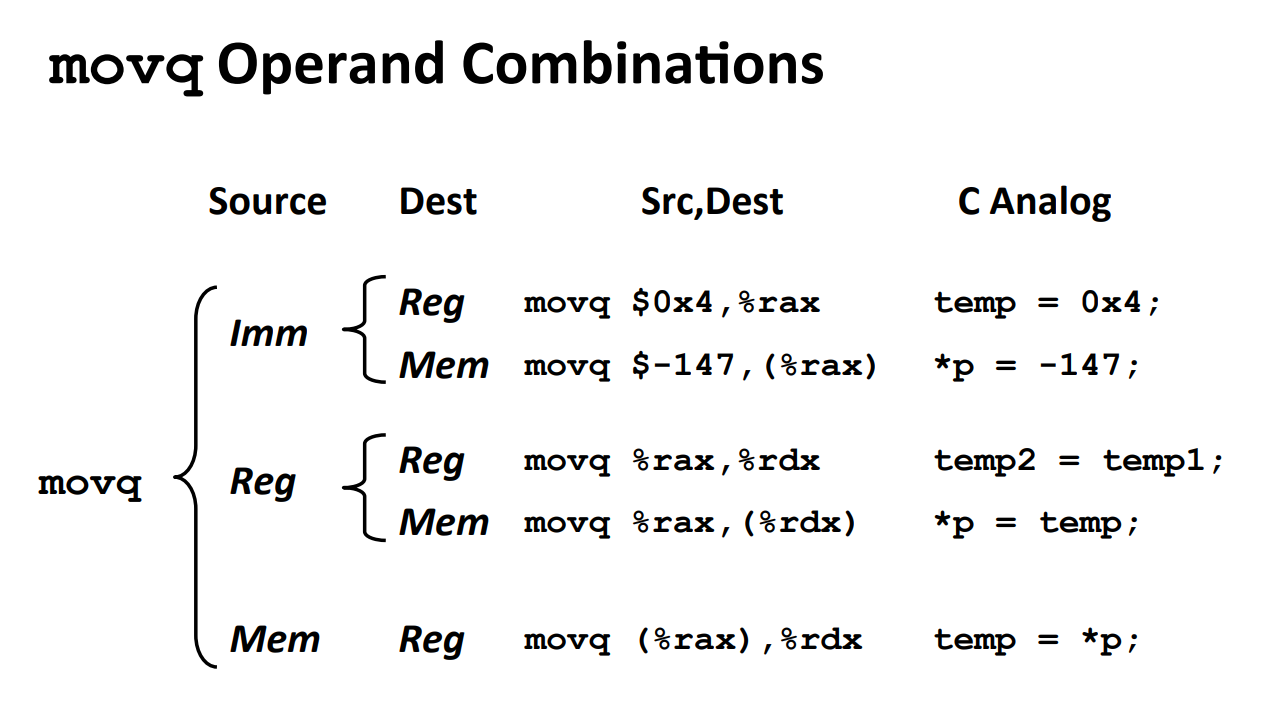 movq Operand Combinations
Source Dest Src,Dest C Analog
Reg movq $0x4,%rax temp = 0x4;
Imm
Mem movq $-147,(%rax) *p = -147;
Reg movq %rax,%rdx temp2 = temp1;
movq Reg
Mem movq %rax,(%rdx) *p = temp;
Mem Reg movq (%rax),%rdx temp = *p;